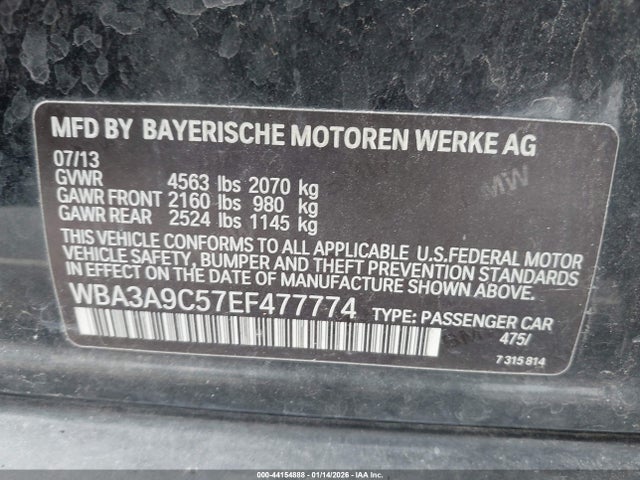 MFD BY BAYERISCHE MOTOREN WERKE AG
07/13
GVWR 4563 lbs 2070 kg
GAWR FRONT 2160 lbs 980 kg
GAWR REAR 2524 lbs 1145 kg
THIS VEHICLE CONFORMS TO ALL APPLICABLE U.S.FEDERAL MOTOR
VEHICLE SAFETY, BUMPER AND THEFT PREVENTION STANDARDS
IN EFFECT ON THE DATE OF MANUFACTURE SHOWN ABOVE.
WBA3A9C57EF477774 TYPE: PASSENGER CAR
475/
7 315 814
000-44154888 - 01/14/2026 - IAA Inc.